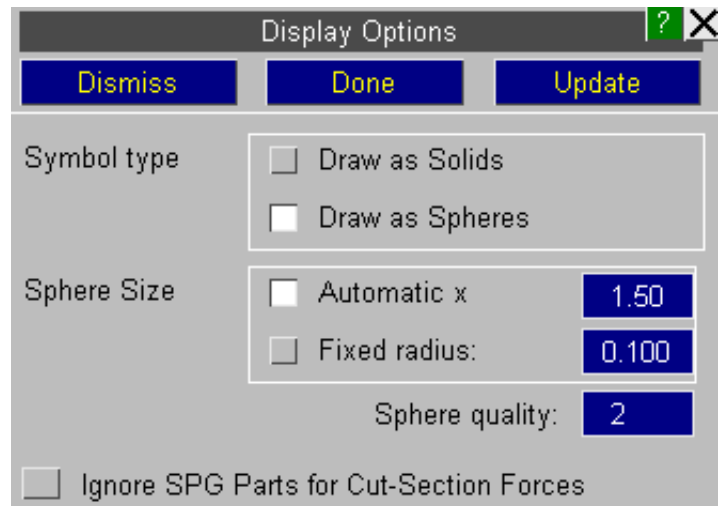 Display Options ? X
Dismiss Done Update
Symbol type Draw as Solids
Draw as Spheres
Sphere Size Automatic x 1.50
Fixed radius: 0.100
Sphere quality: 2
Ignore SPG Parts for Cut-Section Forces